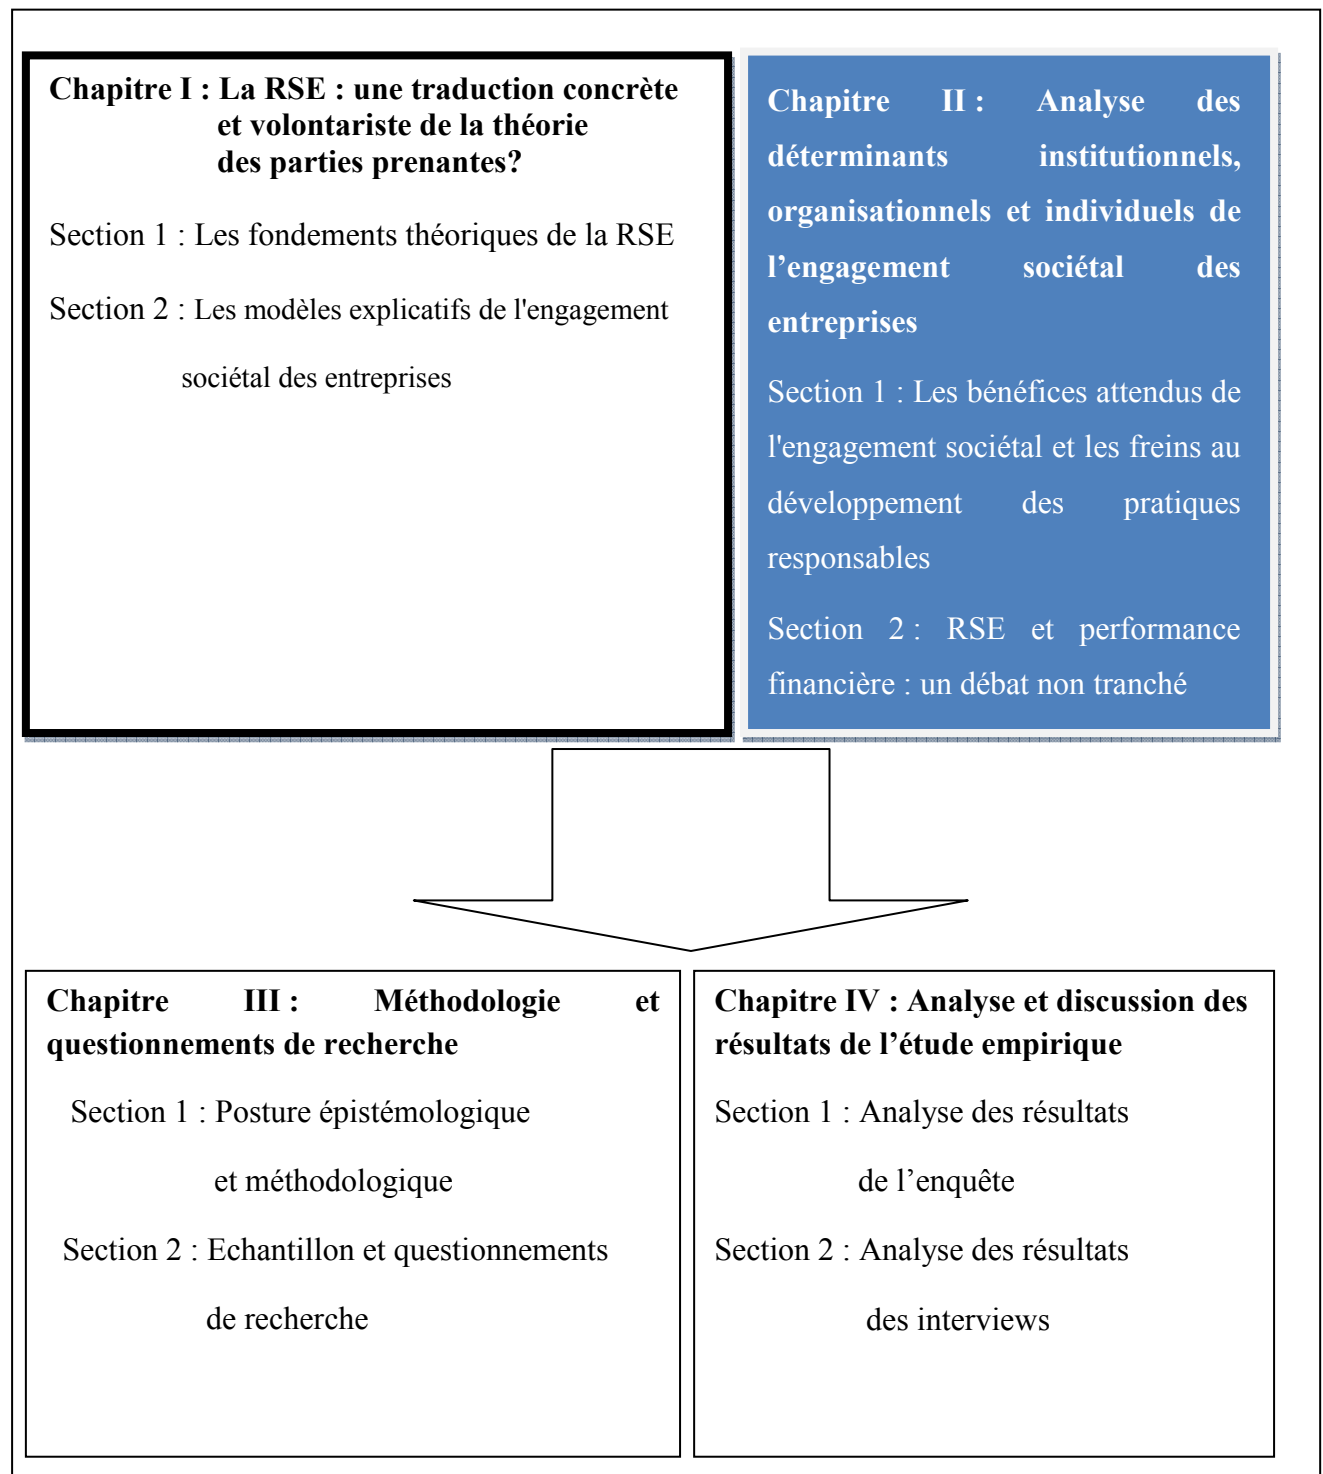 Chapitre I : La RSE : une traduction concrète
et volontariste de la théorie
des parties prenantes?
Section 1 : Les fondements théoriques de la RSE
Section 2 : Les modèles explicatifs de l'engagement
sociétal des entreprises
Chapitre II : Analyse des
déterminants institutionnels,
organisationnels et individuels de
l’engagement sociétal des
entreprises
Section 1 : Les bénéfices attendus de
l'engagement sociétal et les freins au
développement des pratiques
responsables
Section 2 : RSE et performance
financière : un débat non tranché
Chapitre III : Méthodologie et
questionnements de recherche
Section 1 : Posture épistémologique
et méthodologique
Section 2 : Echantillon et questionnements
de recherche
Chapitre IV : Analyse et discussion des
résultats de l’étude empirique
Section 1 : Analyse des résultats
de l’enquête
Section 2 : Analyse des résultats
des interviews